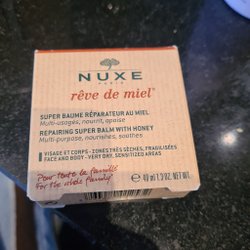 NUXE
PARIS
rêve de miel®
SUPER BAUME RÉPARATEUR AU MIEL
Multi-usages, nourrit, apaise
REPAIRING SUPER BALM WITH HONEY
Multi-purpose, nourishes, soothes
VISAGE ET CORPS - ZONES TRÈS SÈCHES, FRAGILISÉES
FACE AND BODY - VERY DRY, SENSITIZED AREAS
Pour toute la famille
For the whole family
40 ml 1.3 OZ. NET WT.